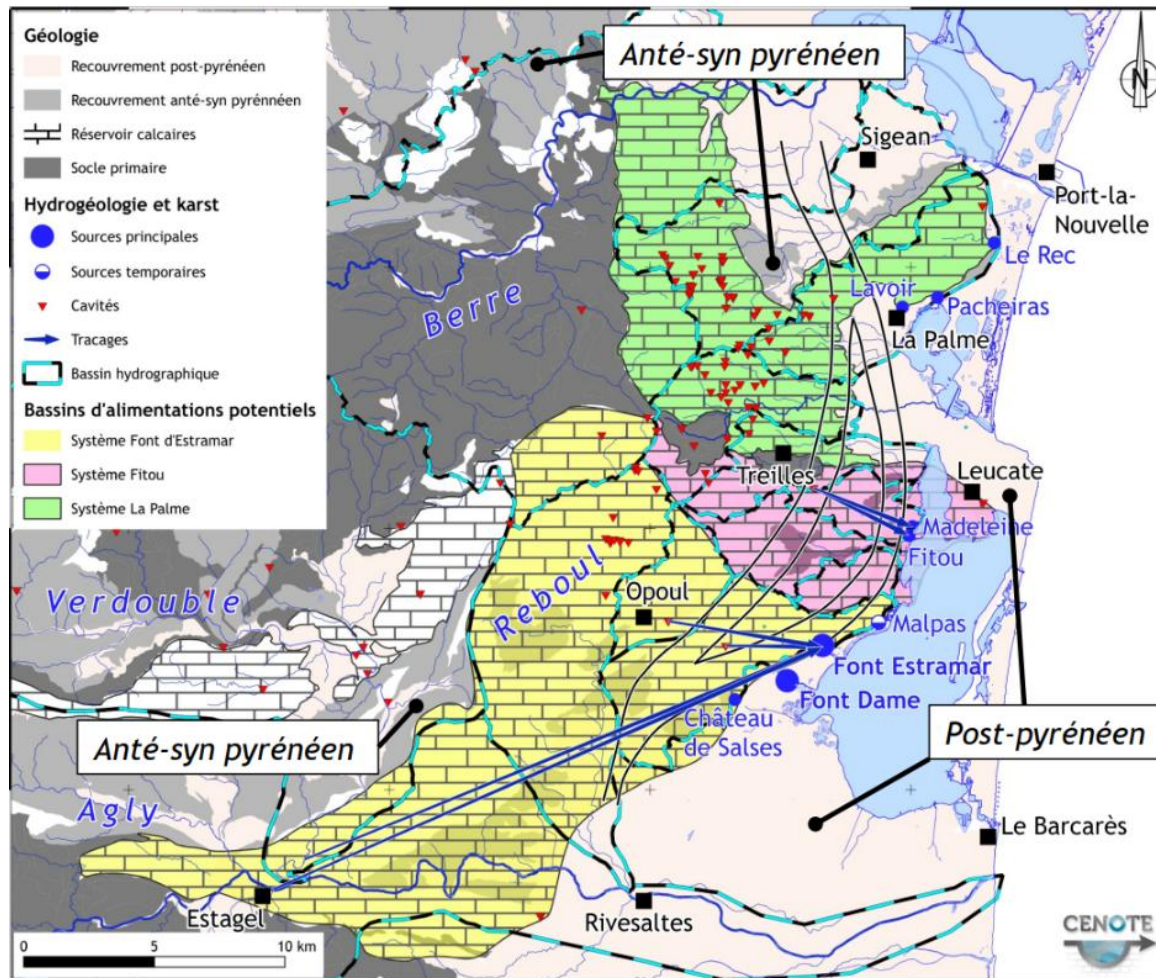 Géologie
Recouvrement post-pyrénéen
Recouvrement anté-syn pyrénnéen
Réservoir calcaires
Socle primaire
Hydrogéologie et karst
Sources principales
Sources temporaires
Cavités
Tracages
Bassin hydrographique
Bassins d'alimentations potentiels
Système Font d'Estramar
Système Fitou
Système La Palme
Anté-syn pyrénéen
N
Sigean
Port-la-
Nouvelle
Le Rec
Berre
Lavoir
Pacheiras
La Palme
Treilles
Leucate
Madeleine
Fitou
Verdouble
Reboul
Opoul
Malpas
Font Estramar
Font Dame
Château
de Salses
Anté-syn pyrénéen
Post-pyrénéen
Agly
Le Barcarès
Estagel
Rivesaltes
0 5 10 km
CENOTE